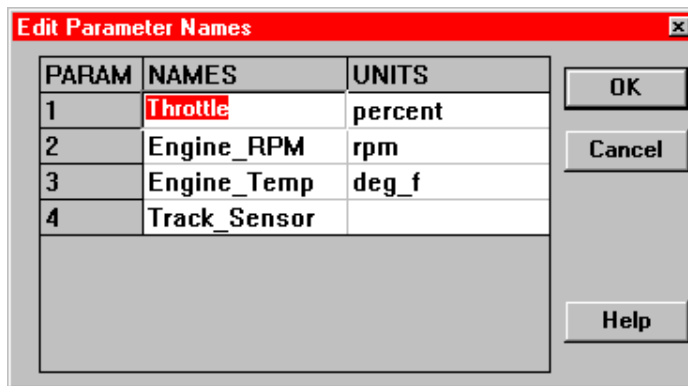 Edit Parameter Names
PARAM NAMES UNITS
1 Throttle percent
2 Engine_RPM rpm
3 Engine_Temp deg_f
4 Track_Sensor
OK
Cancel
Help